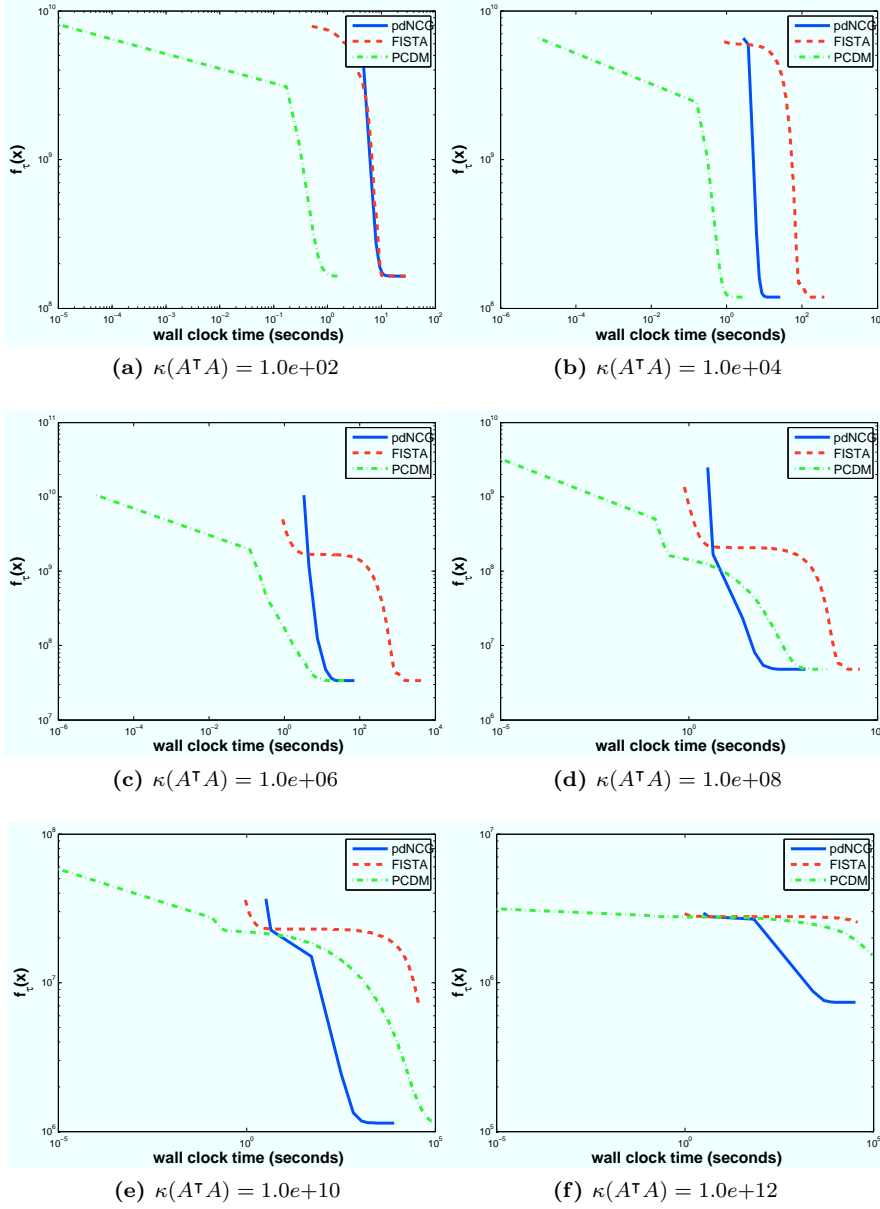 10^10
10^9
10^8
f_τ(x)
pdNCG
FISTA
PCDM
10^−5 10^−4 10^−3 10^−2 10^−1 10^0 10^1 10^2
wall clock time (seconds)
(a) κ(A^⊤A) = 1.0e+02
10^10
10^9
10^8
f_τ(x)
pdNCG
FISTA
PCDM
10^−6 10^−4 10^−2 10^0 10^2 10
wall clock time (seconds)
(b) κ(A^⊤A) = 1.0e+04
10^11
10^10
10^9
10^8
10^7
f_τ(x)
pdNCG
FISTA
PCDM
10^−6 10^−4 10^−2 10^0 10^2 10^4
wall clock time (seconds)
(c) κ(A^⊤A) = 1.0e+06
10^10
10^9
10^8
10^7
10^6
f_τ(x)
pdNCG
FISTA
PCDM
10^−5 10^0 10
wall clock time (seconds)
(d) κ(A^⊤A) = 1.0e+08
10^8
10^7
10^6
f_τ(x)
pdNCG
FISTA
PCDM
10^−5 10^0 10^5
wall clock time (seconds)
(e) κ(A^⊤A) = 1.0e+10
10^7
10^6
10^5
f_τ(x)
pdNCG
FISTA
PCDM
10^−5 10^0 10^5
wall clock time (seconds)
(f) κ(A^⊤A) = 1.0e+12